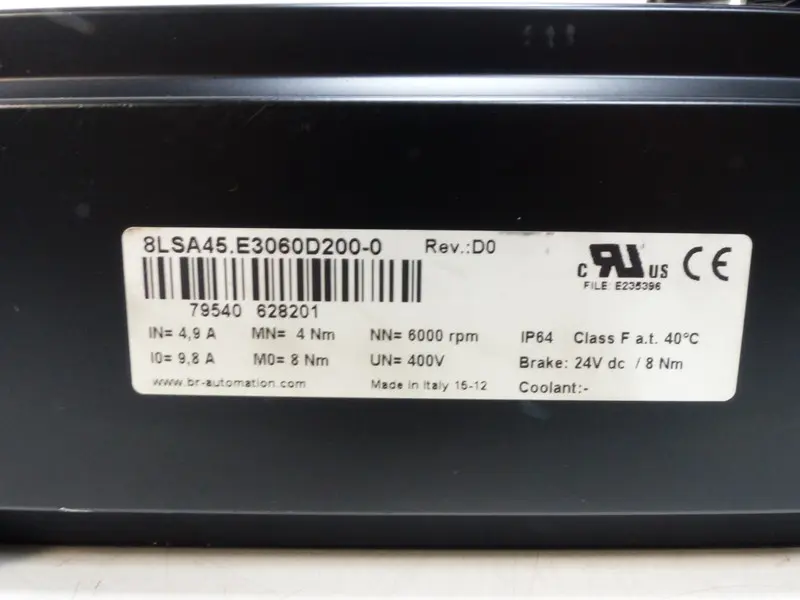 8LSA45.E3060D200-0 Rev.:D0
C RU US CE
FILE: E235396
79540 628201
IN= 4,9 A MN= 4 Nm NN= 6000 rpm IP64 Class F a.t. 40°C
I0= 9,8 A M0= 8 Nm UN= 400V Brake: 24V dc / 8 Nm
www.br-automation.com Made in Italy 15-12 Coolant:-